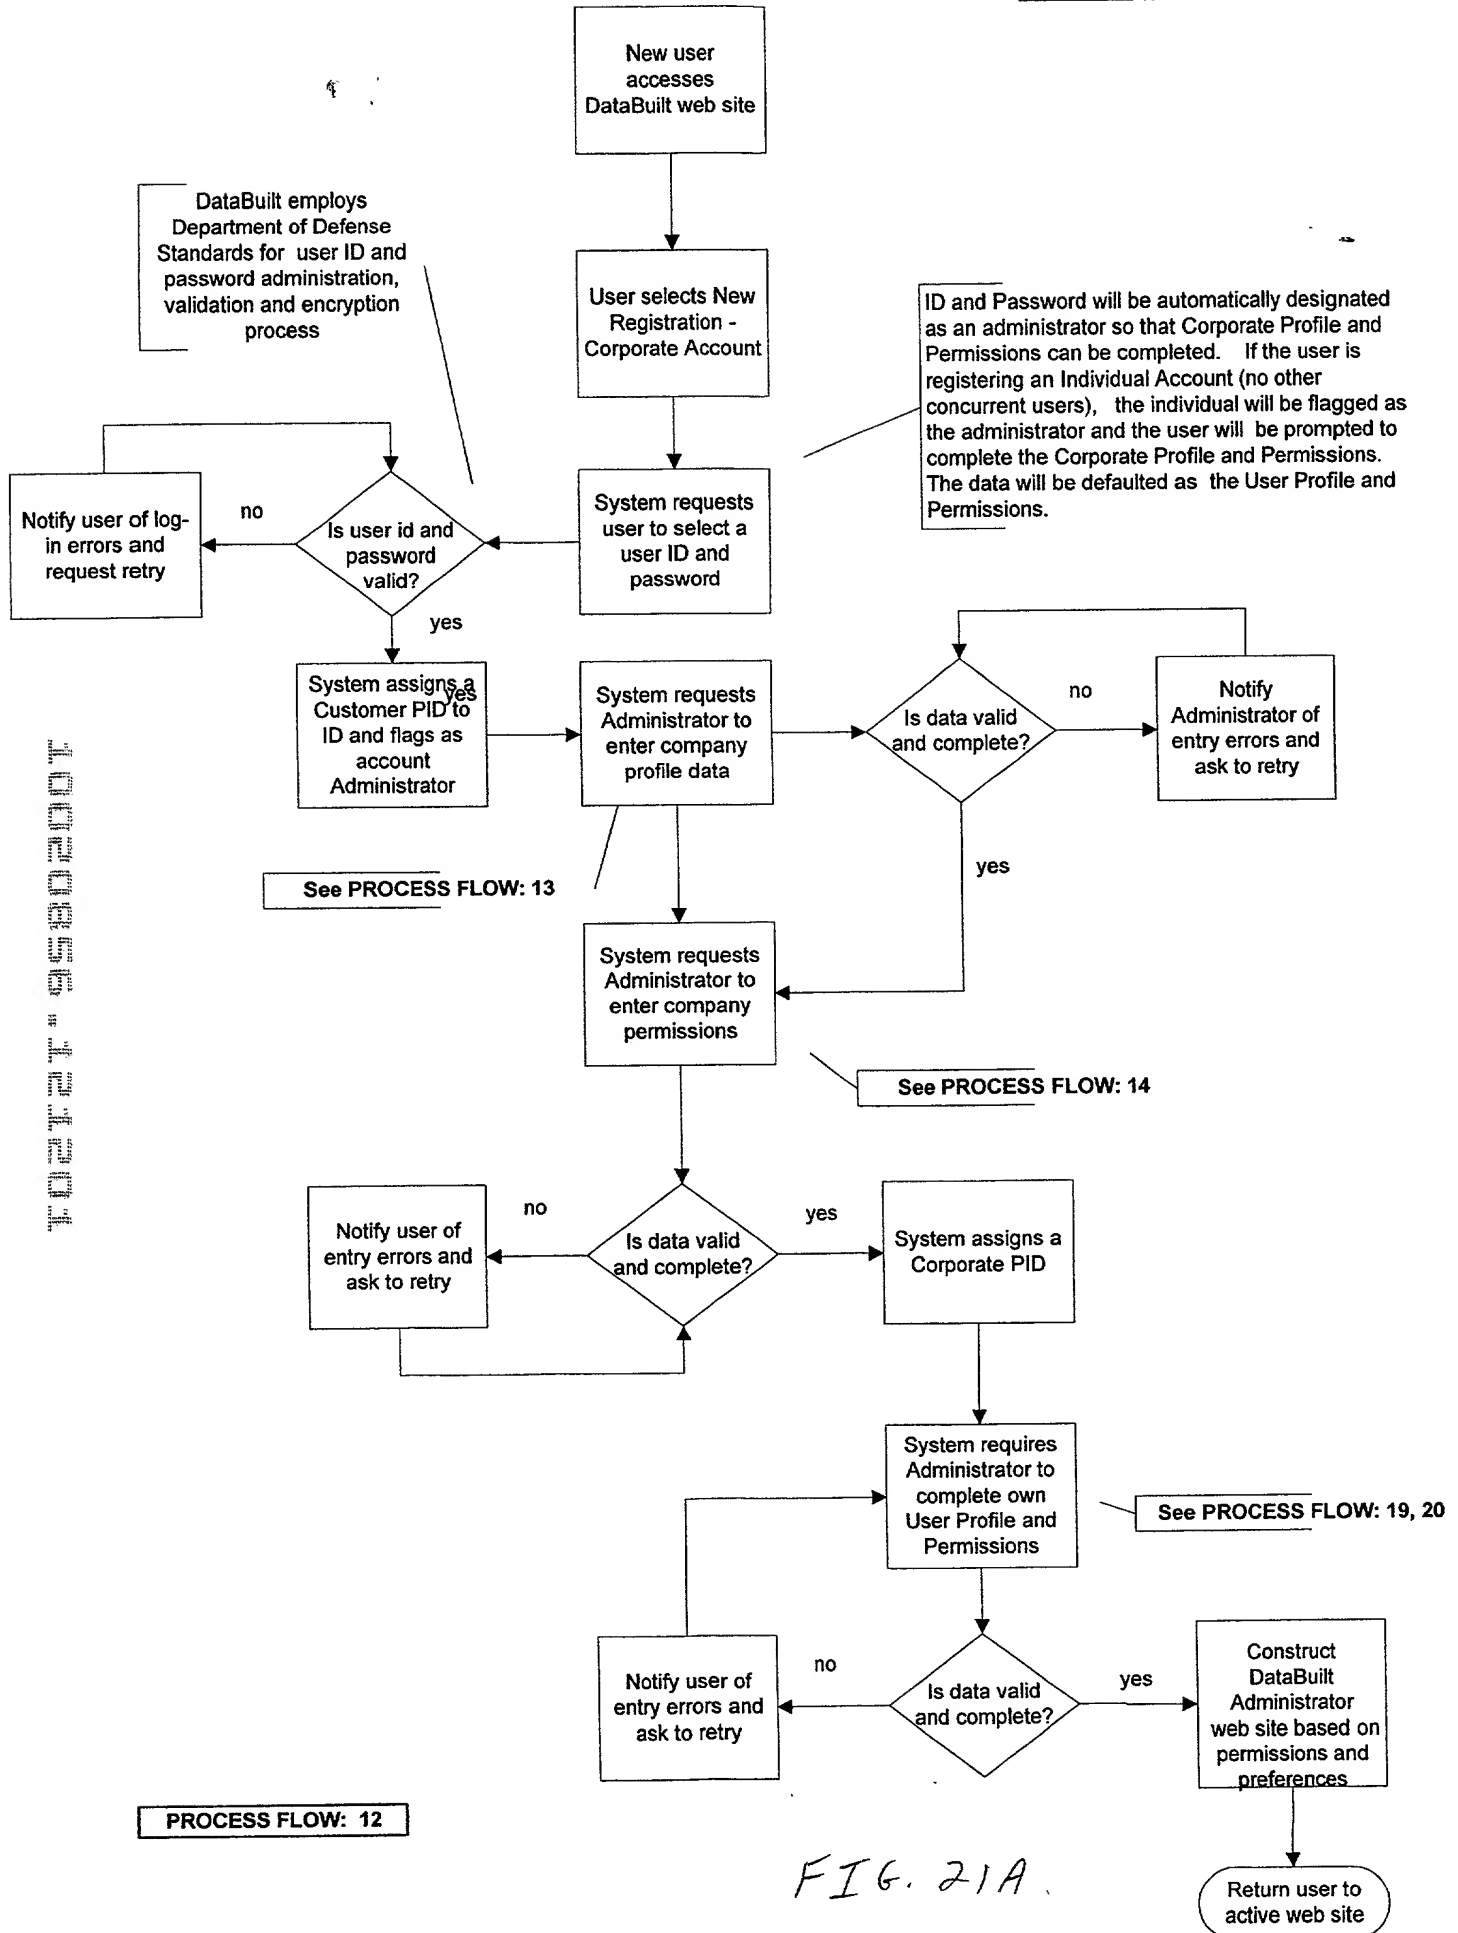 New user
accesses
DataBuilt web site
DataBuilt employs
Department of Defense
Standards for user ID and
password administration,
validation and encryption
process
User selects New
Registration -
Corporate Account
ID and Password will be automatically designated
as an administrator so that Corporate Profile and
Permissions can be completed. If the user is
registering an Individual Account (no other
concurrent users), the individual will be flagged as
the administrator and the user will be prompted to
complete the Corporate Profile and Permissions.
The data will be defaulted as the User Profile and
Permissions.
Notify user of log-
in errors and
request retry
no
Is user id and
password
valid?
System requests
user to select a
user ID and
password
yes
System assigns a
yes
Customer PID to
ID and flags as
account
Administrator
System requests
Administrator to
enter company
profile data
Is data valid
and complete?
no
Notify
Administrator of
entry errors and
ask to retry
yes
See PROCESS FLOW: 13
System requests
Administrator to
enter company
permissions
See PROCESS FLOW: 14
Notify user of
entry errors and
ask to retry
no
Is data valid
and complete?
yes
System assigns a
Corporate PID
System requires
Administrator to
complete own
User Profile and
Permissions
See PROCESS FLOW: 19, 20
Notify user of
entry errors and
ask to retry
no
Is data valid
and complete?
yes
Construct
DataBuilt
Administrator
web site based on
permissions and
preferences
Return user to
active web site
PROCESS FLOW: 12
FIG. 21A.
10020856.121201